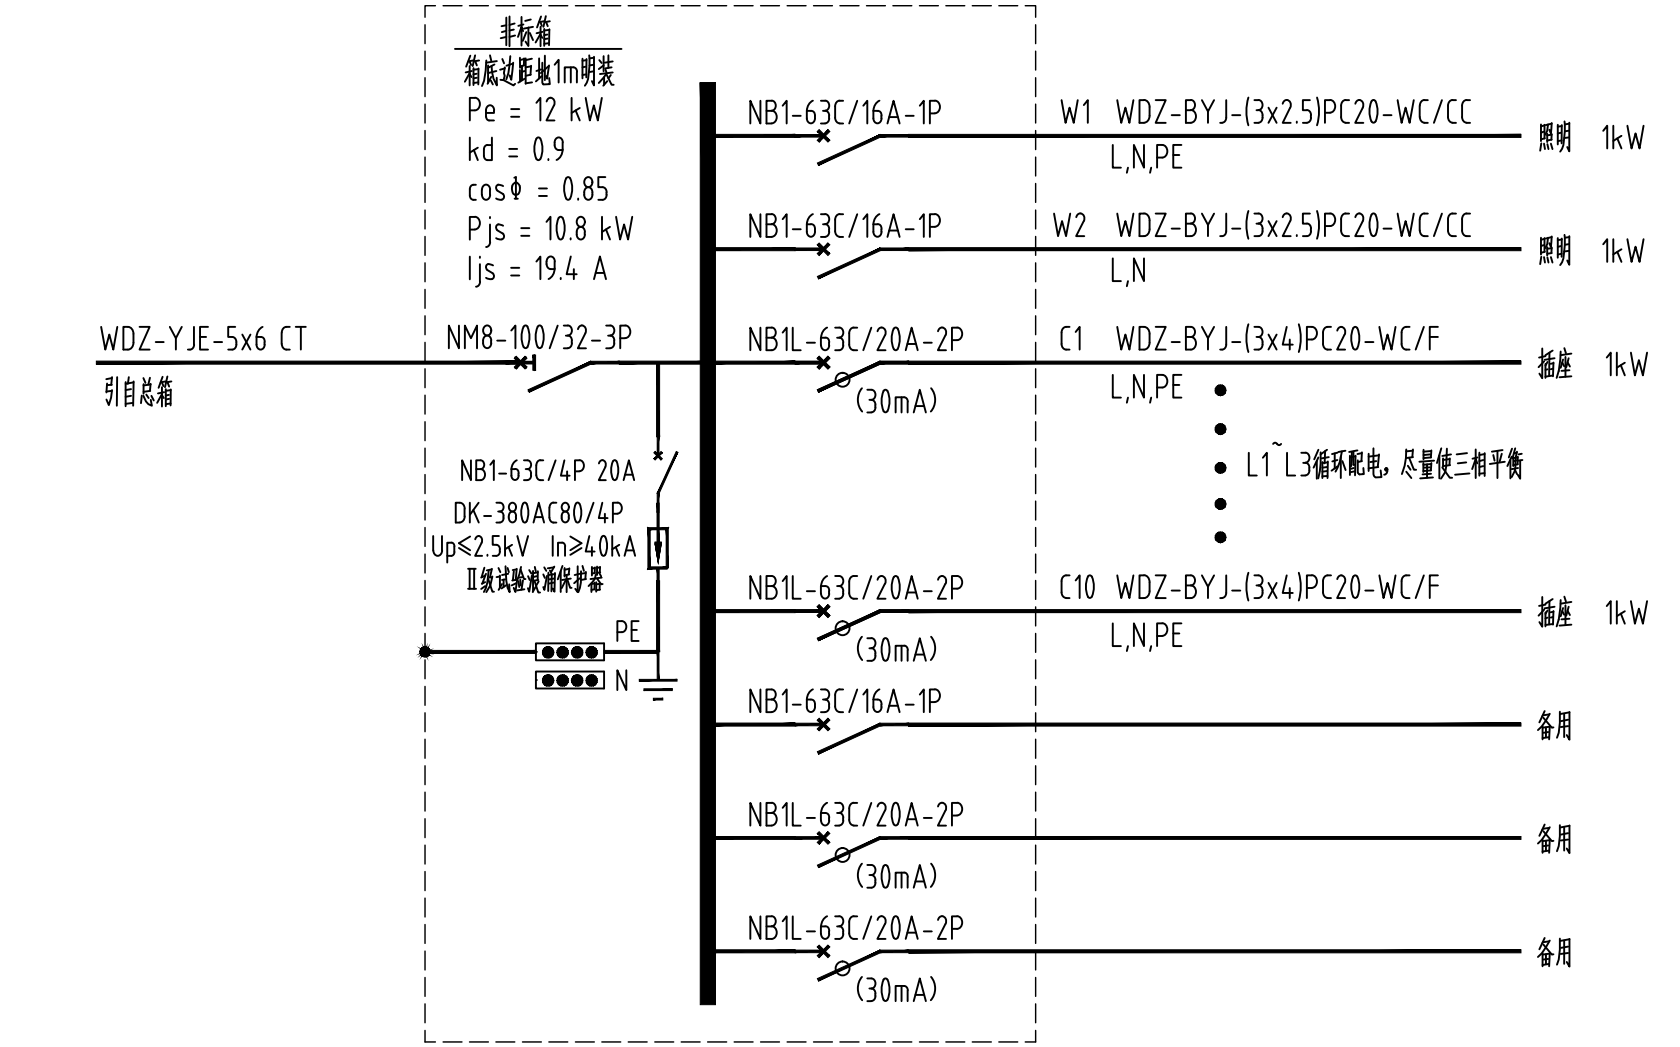 非标箱
箱底边距地1m明装
Pe = 12 kW
kd = 0.9
cosΦ = 0.85
Pjs = 10.8 kW
Ijs = 19.4 A
WDZ-YJE-5x6 CT
引自总箱
NM8-100/32-3P
NB1-63C/4P 20A
DK-380AC80/4P
Up≤2.5kV In≥40kA
Ⅱ级试验浪涌保护器
PE
N
NB1-63C/16A-1P W1 WDZ-BYJ-(3x2.5)PC20-WC/CC
L,N,PE
照明 1kW
NB1-63C/16A-1P W2 WDZ-BYJ-(3x2.5)PC20-WC/CC
L,N
照明 1kW
NB1L-63C/20A-2P C1 WDZ-BYJ-(3x4)PC20-WC/F
(30mA)
L,N,PE
插座 1kW
L1~L3循环配电，尽量使三相平衡
NB1L-63C/20A-2P C10 WDZ-BYJ-(3x4)PC20-WC/F
(30mA)
L,N,PE
插座 1kW
NB1-63C/16A-1P
备用
NB1L-63C/20A-2P
(30mA)
备用
NB1L-63C/20A-2P
(30mA)
备用